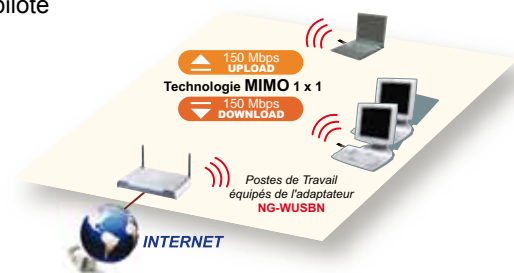 pilote
150 Mbps
UPLOAD
Technologie MIMO 1 x 1
150 Mbps
DOWNLOAD
Postes de Travail
équipés de l'adaptateur
NG-WUSBN
INTERNET